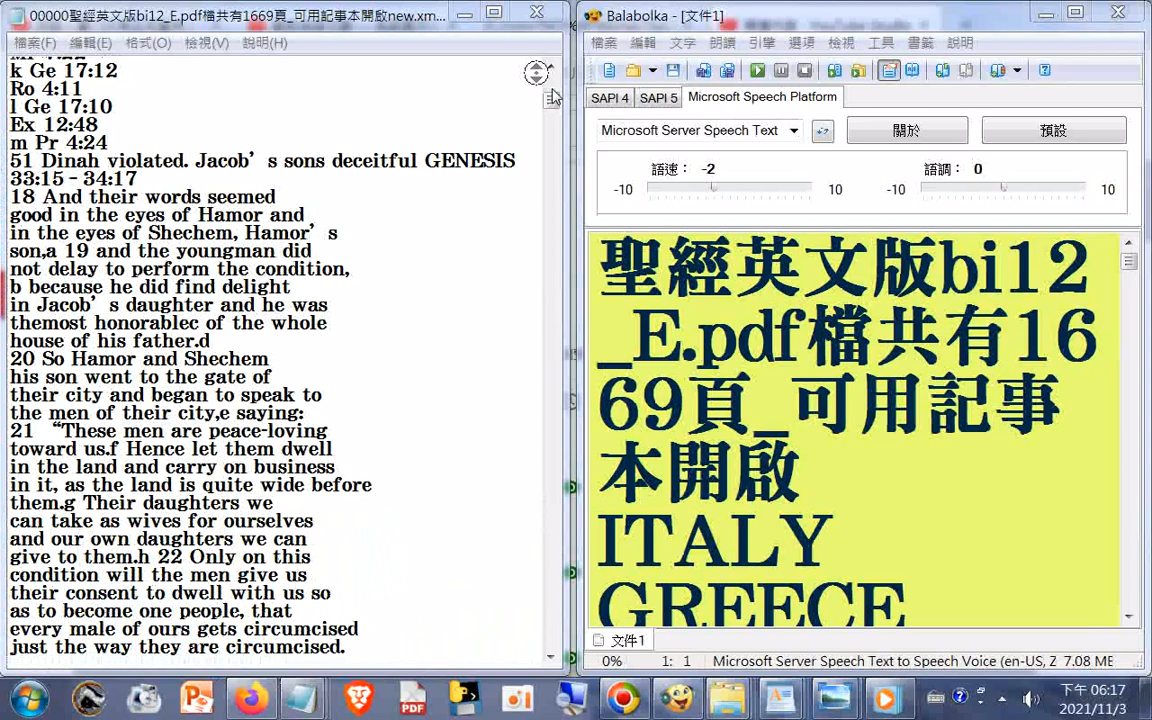 00000聖經英文版bi12_E.pdf檔共有1669頁_可用記事本開啟new.xm...
檔案(F) 編輯(E) 格式(O) 檢視(V) 說明(H)
k Ge 17:12
Ro 4:11
l Ge 17:10
Ex 12:48
m Pr 4:24
51 Dinah violated. Jacob’s sons deceitful GENESIS
33:15–34:17
18 And their words seemed
good in the eyes of Hamor and
in the eyes of Shechem, Hamor’s
son,a 19 and the youngman did
not delay to perform the condition,
b because he did find delight
in Jacob’s daughter and he was
themost honorablec of the whole
house of his father.d
20 So Hamor and Shechem
his son went to the gate of
their city and began to speak to
the men of their city,e saying:
21 “These men are peace-loving
toward us.f Hence let them dwell
in the land and carry on business
in it, as the land is quite wide before
them.g Their daughters we
can take as wives for ourselves
and our own daughters we can
give to them.h 22 Only on this
condition will the men give us
their consent to dwell with us so
as to become one people, that
every male of ours gets circumcised
just the way they are circumcised.
Balabolka - [文件1]
檔案 編輯 文字 朗讀 引擎 選項 檢視 工具 書籤 說明
SAPI 4 SAPI 5 Microsoft Speech Platform
Microsoft Server Speech Text 關於 預設
語速： -2 語調： 0
-10 10 -10 10
聖經英文版bi12
_E.pdf檔共有16
69頁_可用記事
本開啟
ITALY
GREECE
文件1
0% 1: 1 Microsoft Server Speech Text to Speech Voice (en-US, Z 7.08 ME
下午 06:17
2021/11/3